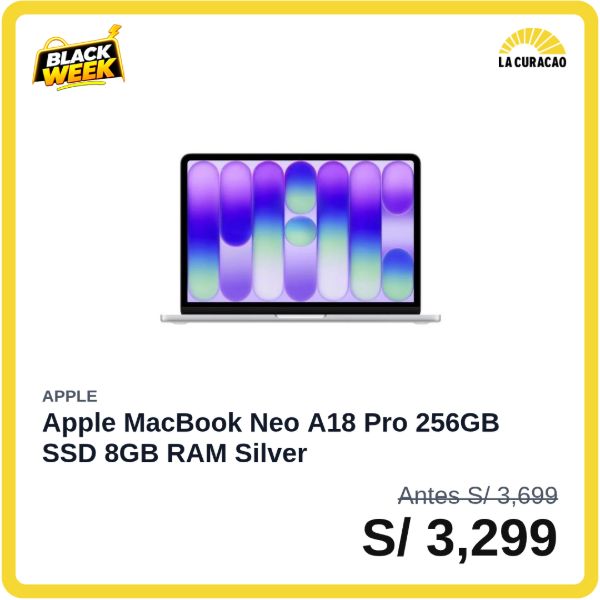 BLACK
WEEK
LA CURACAO
APPLE
Apple MacBook Neo A18 Pro 256GB
SSD 8GB RAM Silver
Antes S/ 3,699
S/ 3,299